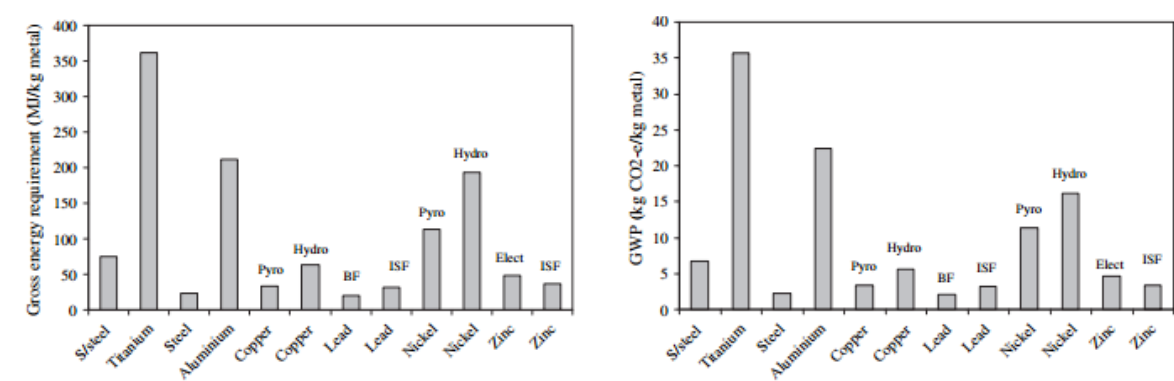 Gross energy requirement (MJ/kg metal)
400
350
300
250
200
150
100
50
0
Pyro
Hydro
BF
ISF
Pyro
Hydro
Elect
ISF
S/steel
Titanium
Steel
Aluminium
Copper
Copper
Lead
Lead
Nickel
Nickel
Zinc
Zinc
GWP (kg CO2-e/kg metal)
40
35
30
25
20
15
10
5
0
Pyro
Hydro
BF
ISF
Pyro
Hydro
Elect
ISF
S/steel
Titanium
Steel
Aluminium
Copper
Copper
Lead
Lead
Nickel
Nickel
Zinc
Zinc